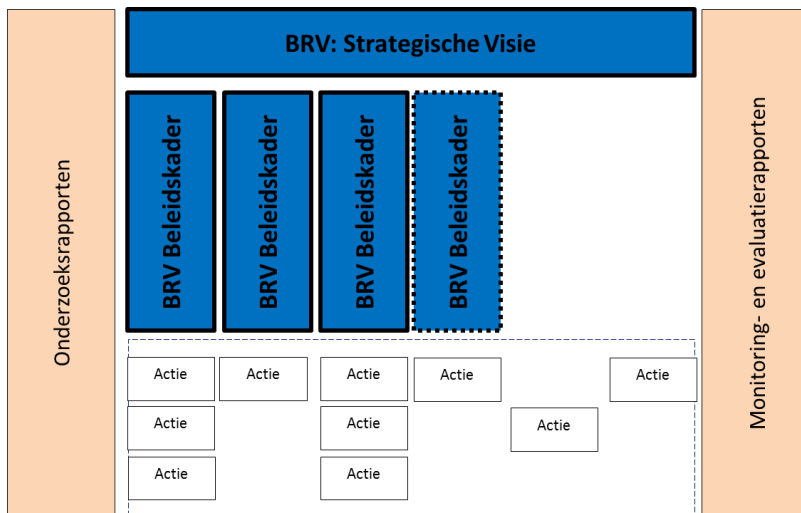 BRV: Strategische Visie
Onderzoeksrapporten
BRV Beleidskader
BRV Beleidskader
BRV Beleidskader
BRV Beleidskader
Monitoring- en evaluatierapporten
Actie
Actie
Actie
Actie
Actie
Actie
Actie
Actie
Actie
Actie